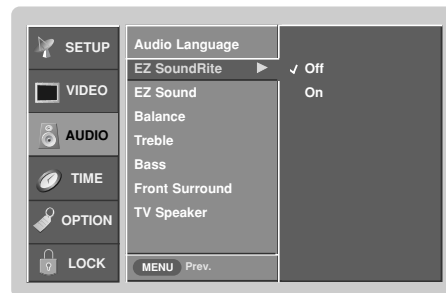 SETUP
VIDEO
AUDIO
TIME
OPTION
LOCK
Audio Language
EZ SoundRite
EZ Sound
Balance
Treble
Bass
Front Surround
TV Speaker
MENU Prev.
Off
On